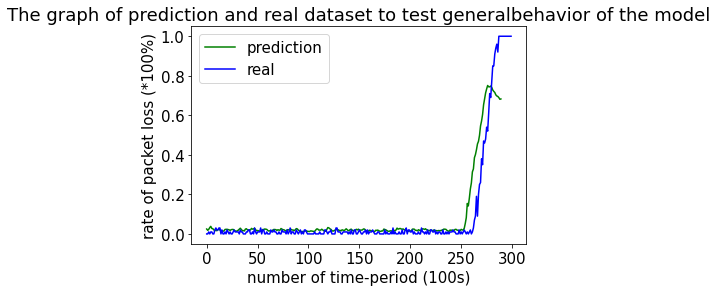 The graph of prediction and real dataset to test generalbehavior of the model
prediction
real
rate of packet loss (*100%)
1.0
0.8
0.6
0.4
0.2
0.0
0 50 100 150 200 250 300
number of time-period (100s)